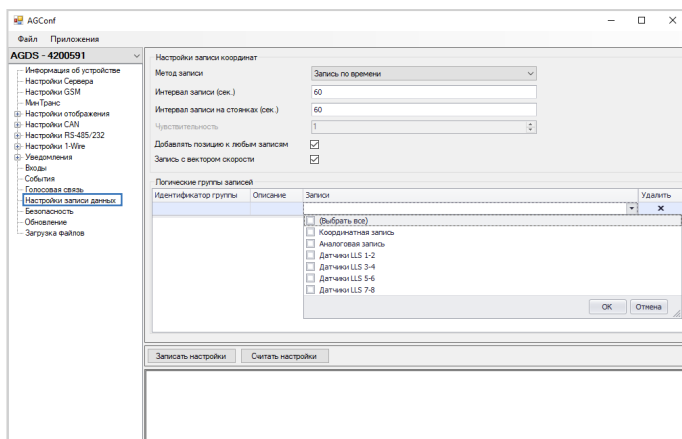 AGConf
Файл Приложения
AGDS - 4200591
Информация об устройстве
Настройки Сервера
Настройки GSM
МинТранс
Настройки отображения
Настройки CAN
Настройки RS-485/232
Настройки 1-Wire
Уведомления
Входы
События
Голосовая связь
Настройки записи данных
Безопасность
Обновление
Загрузка файлов
Настройки записи координат
Метод записи Запись по времени
Интервал записи (сек.) 60
Интервал записи на стоянках (сек.) 60
Чувствительность 1
Добавлять позицию к любым записям
Запись с вектором скорости
Логические группы записей
Идентификатор группы Описание Записи Удалить
(Выбрать все)
Координатная запись
Аналоговая запись
Датчики LLS 1-2
Датчики LLS 3-4
Датчики LLS 5-6
Датчики LLS 7-8
OK Отмена
Записать настройки Считать настройки